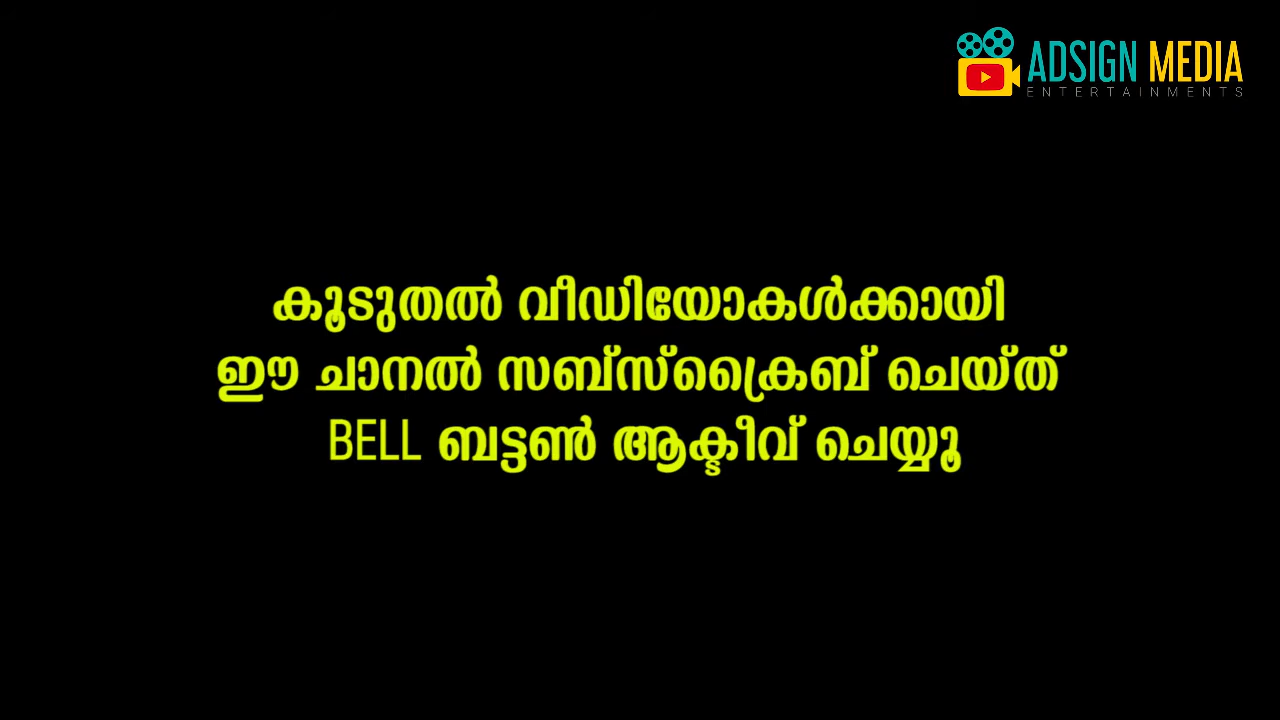 ADSIGN MEDIA
ENTERTAINMENTS
കൂടുതൽ വീഡിയോകൾക്കായി
ഈ ചാനൽ സബ്സ്ക്രൈബ് ചെയ്ത്
BELL ബട്ടൺ ആക്ടീവ് ചെയ്യൂ